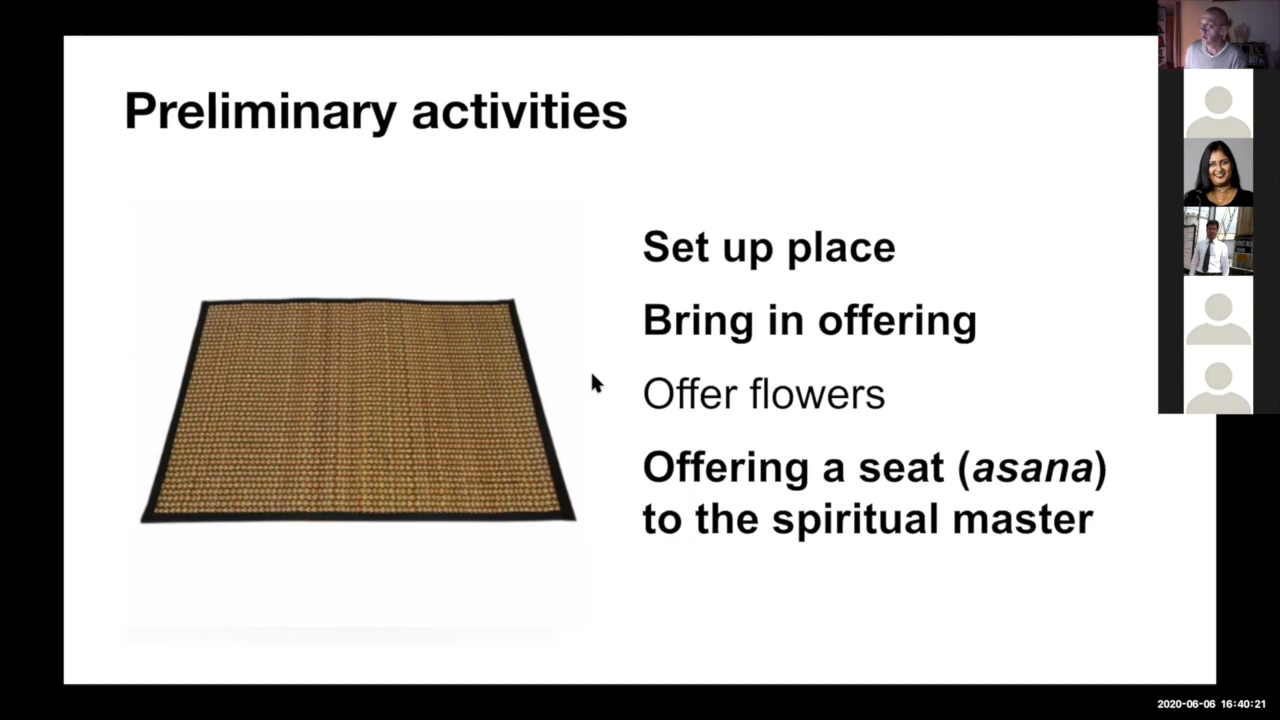 Preliminary activities
Set up place
Bring in offering
Offer flowers
Offering a seat (asana)
to the spiritual master
2020-06-06 16:40:21